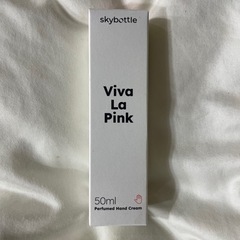 skybottle
Viva
La
Pink
50ml
Perfumed Hand Cream